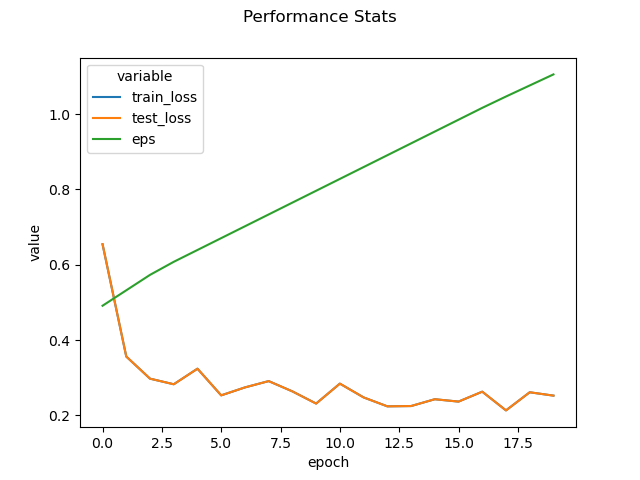 Performance Stats
variable
train_loss
test_loss
eps
value
1.0
0.8
0.6
0.4
0.2
0.0 2.5 5.0 7.5 10.0 12.5 15.0 17.5
epoch